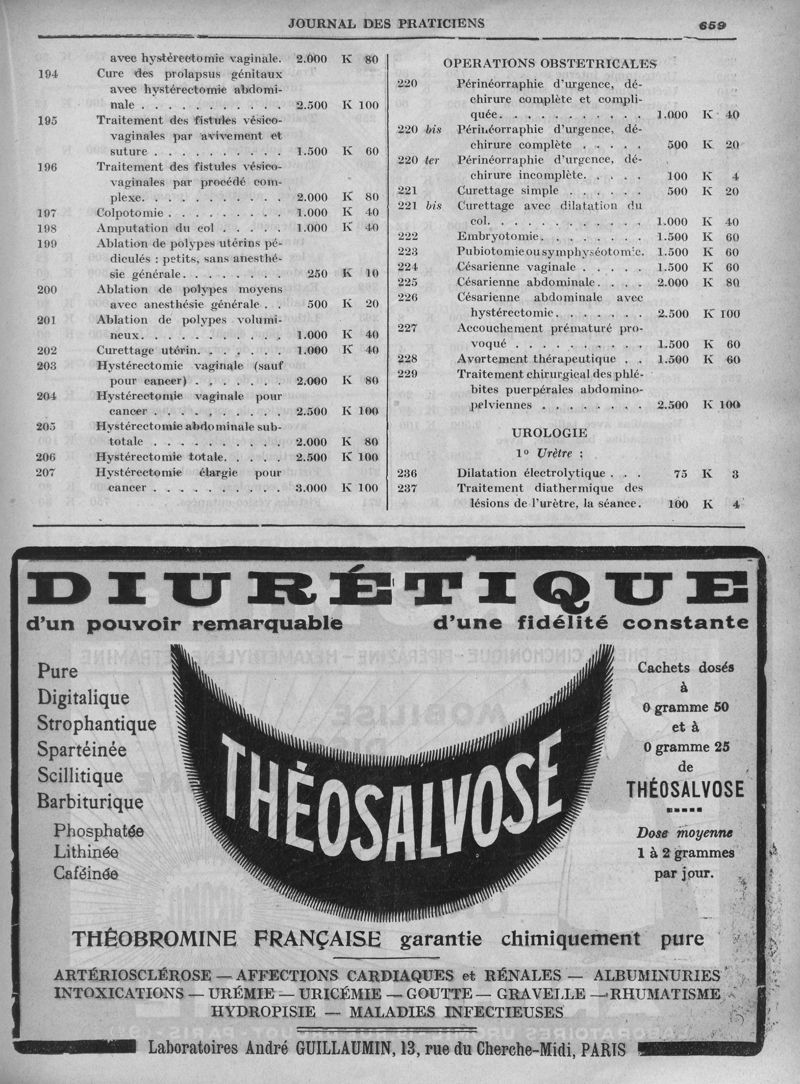 JOURNAL DES PRATICIENS 659
avec hystérectomie vaginale. 2.000 K 80
194 Cure des prolapsus génitaux
avec hystérectomie abdomi-
nale . . . . . . . . . . . 2.500 K 100
195 Traitement des fistules vésico-
vaginales par avivement et
suture . . . . . . . . . . 1.500 K 60
196 Traitement des fistules vésico-
vaginales par procédé com-
plexe. . . . . . . . . . . 2.000 K 80
197 Colpotomie . . . . . . . . . 1.000 K 40
198 Amputation du col . . . . . 1.000 K 40
199 Ablation de polypes utérins pé-
diculés : petits, sans anesthé-
sie générale. . . . . . . . 250 K 10
200 Ablation de polypes moyens
avec anesthésie générale . . 500 K 20
201 Ablation de polypes volumi-
neux. . . . . . . . . . . 1.000 K 40
202 Curettage utérin. . . . . . 1.000 K 40
203 Hystérectomie vaginale (sauf
pour cancer) . . . . . . . 2.000 K 80
204 Hystérectomie vaginale pour
cancer . . . . . . . . . . 2.500 K 100
205 Hystérectomie abdominale sub-
totale . . . . . . . . . . 2.000 K 80
206 Hystérectomie totale. . . . . 2.500 K 100
207 Hystérectomie élargie pour
cancer . . . . . . . . . . 3.000 K 100
OPERATIONS OBSTETRICALES
220 Périnéorraphie d'urgence, dé-
chirure complète et compli-
quée. . . . . . . . . . . 1.000 K 40
220 bis Périnéorraphie d'urgence, dé-
chirure complète . . . . . 500 K 20
220 ter Périnéorraphie d'urgence, dé-
chirure incomplète. . . . . 100 K 4
221 Curettage simple . . . . . . 500 K 20
221 bis Curettage avec dilatation du
col. . . . . . . . . . . 1.000 K 40
222 Embryotomie. . . . . . . . 1.500 K 60
223 Pubiotomie ou symphyséotomie. 1.500 K 60
224 Césarienne vaginale . . . . . 1.500 K 60
225 Césarienne abdominale. . . . 2.000 K 80
226 Césarienne abdominale avec
hystérectomie. . . . . . . 2.500 K 100
227 Accouchement prématuré pro-
voqué . . . . . . . . . . 1.500 K 60
228 Avortement thérapeutique . . 1.500 K 60
229 Traitement chirurgical des phlé-
bites puerpérales abdomino-
pelviennes . . . . . . . . 2.500 K 100
UROLOGIE
1º Urètre :
236 Dilatation électrolytique . . . 75 K 3
237 Traitement diathermique des
lésions de l'urètre, la séance. 100 K 4
DIURÉTIQUE
d'un pouvoir remarquable d'une fidélité constante
Pure
Digitalique
Strophantique
Spartéinée
Scillitique
Barbiturique
Phosphatée
Lithinée
Caféinée
THÉOSALVOSE
Cachets dosés
à
0 gramme 50
et à
0 gramme 25
de
THÉOSALVOSE
Dose moyenne
1 à 2 grammes
par jour.
THÉOBROMINE FRANÇAISE garantie chimiquement pure
ARTÉRIOSCLÉROSE — AFFECTIONS CARDIAQUES et RÉNALES — ALBUMINURIES
INTOXICATIONS — URÉMIE — URICÉMIE — GOUTTE — GRAVELLE — RHUMATISME
HYDROPISIE — MALADIES INFECTIEUSES
Laboratoires André GUILLAUMIN, 13, rue du Cherche-Midi, PARIS